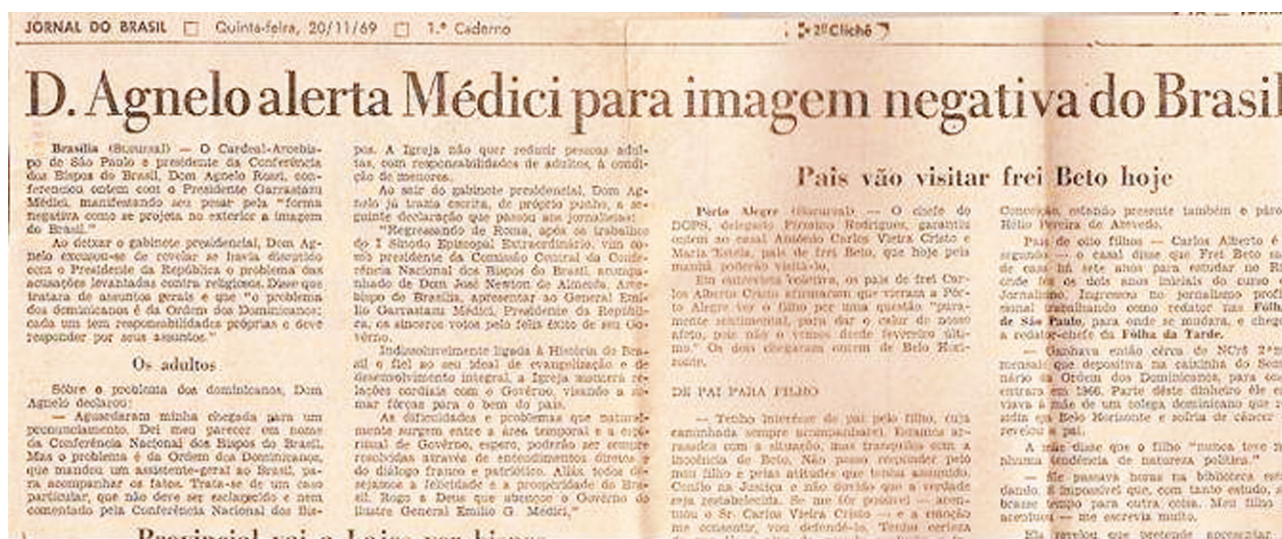 JORNAL DO BRASIL □ Quinta-feira, 20/11/69 □ 1.º Caderno
2º Clichê
D. Agnelo alerta Médici para imagem negativa do Brasil
Brasília (Sucursal) — O Cardeal-Arcebis-
po de São Paulo e presidente da Conferência
dos Bispos do Brasil, Dom Agnelo Rossi, con-
ferenciou ontem com o Presidente Garrastazu
Médici, manifestando seu pesar pela "forma
negativa como se projeta no exterior a imagem
do Brasil."
Ao deixar o gabinete presidencial, Dom Ag-
nelo escusou-se de revelar se havia discutido
com o Presidente da República o problema das
acusações levantadas contra religiosos. Disse que
tratara de assuntos gerais e que "o problema
dos dominicanos é da Ordem dos Dominicanos;
cada um tem responsabilidades próprias e deve
responder por seus assuntos."
Os adultos
Sôbre o problema dos dominicanos, Dom
Agnelo declarou:
— Aguardaram minha chegada para um
pronunciamento. Dei meu parecer em nome
da Conferência Nacional dos Bispos do Brasil.
Mas o problema é da Ordem dos Dominicanos,
que mandou um assistente-geral ao Brasil, pa-
ra acompanhar os fatos. Trata-se de um caso
particular, que não deve ser esclarecido e nem
comentado pela Conferência Nacional dos Bis-
pos. A Igreja não quer reduzir pessoas adul-
tas, com responsabilidades de adultos, à condi-
ção de menores.
Ao sair do gabinete presidencial, Dom Ag-
nelo já trazia escrita, de próprio punho, a se-
guinte declaração que passou aos jornalistas:
"Regressando de Roma, após os trabalhos
do I Sínodo Episcopal Extraordinário, vim co-
mo presidente da Comissão Central da Confe-
rência Nacional dos Bispos do Brasil, acompa-
nhado de Dom José Newton de Almeida, Arce-
bispo de Brasília, apresentar ao General Emí-
lio Garrastazu Médici, Presidente da Repúbli-
ca, os sinceros votos pelo feliz êxito de seu Go-
vêrno.
Indissolùvelmente ligada à História do Bra-
sil e fiel ao seu ideal de evangelização e de
desenvolvimento integral, a Igreja manterá re-
lações cordiais com o Govêrno, visando a so-
mar fôrças para o bem do país.
As dificuldades e problemas que natural-
mente surgem entre a área temporal e a espi-
ritual de Govêrno, espero, poderão ser sempre
resolvidas através de entendimentos diretos e
do diálogo franco e patriótico. Aliás todos de-
sejamos a felicidade e a prosperidade do Bra-
sil. Rogo a Deus que abençoe o Govêrno do
ilustre General Emílio G. Médici."
Provincial vai a
Pais vão visitar frei Beto hoje
Pôrto Alegre (Sucursal) — O chefe do
DOPS, delegado Rodrigues, garantiu
ontem ao casal Antônio Carlos Vieira Cristo e
Maria Estela, pais de frei Beto, que hoje pela
manhã poderão visitá-lo.
Em entrevista coletiva, os pais de frei Car-
los Alberto Cristo afirmaram que vieram a Pôr-
to Alegre ver o filho por uma questão "pura-
mente sentimental, para dar o calor de nosso
afeto, pois não o vemos desde fevereiro últi-
mo." Os dois chegaram ontem de Belo Hori-
zonte.
DE PAI PARA FILHO
— Tenho interêsse de pai pelo filho, cuja
caminhada sempre acompanhei. Estamos ar-
rasados com a situação, mas tranqüilos com a
inocência de Beto. Não posso responder pelo
meu filho e pelas atitudes que tenha assumido.
Confio na Justiça e não duvido que a verdade
seja restabelecida. Se me fôr possível — acen-
tuou o Sr. Carlos Vieira Cristo — e a emoção
me consentir, vou defendê-lo. Tenho certeza
estando presente também o
Hélio Pereira de Azevedo.
Pais de oito filhos — Carlos Alberto é
segundo — o casal disse que Frei Beto
de casa há sete anos para estudar no
onde fêz os dois anos iniciais do curso
Jornalismo. Ingressou no jornalismo
trabalhando como redator nas
de São Paulo, para onde se mudara, e
a redator-chefe da Fôlha da Tarde.
— Ganhava então cêrca de NCr$ 2
mensais que depositava na caixinha do
nário da Ordem dos Dominicanos, para
entrara em 1966. Parte dêste dinheiro êle
viava à mãe de um colega dominicano que
em Belo Horizonte e sofria de câncer
revelou o pai.
A mãe disse que o filho "nunca teve
tendência de natureza política."
— Êle passava horas na biblioteca
dando. É impossível que, com tanto estudo,
tempo para outra coisa. Meu filho
acentuou — me escrevia muito.
Ela revelou que pretende apresentar